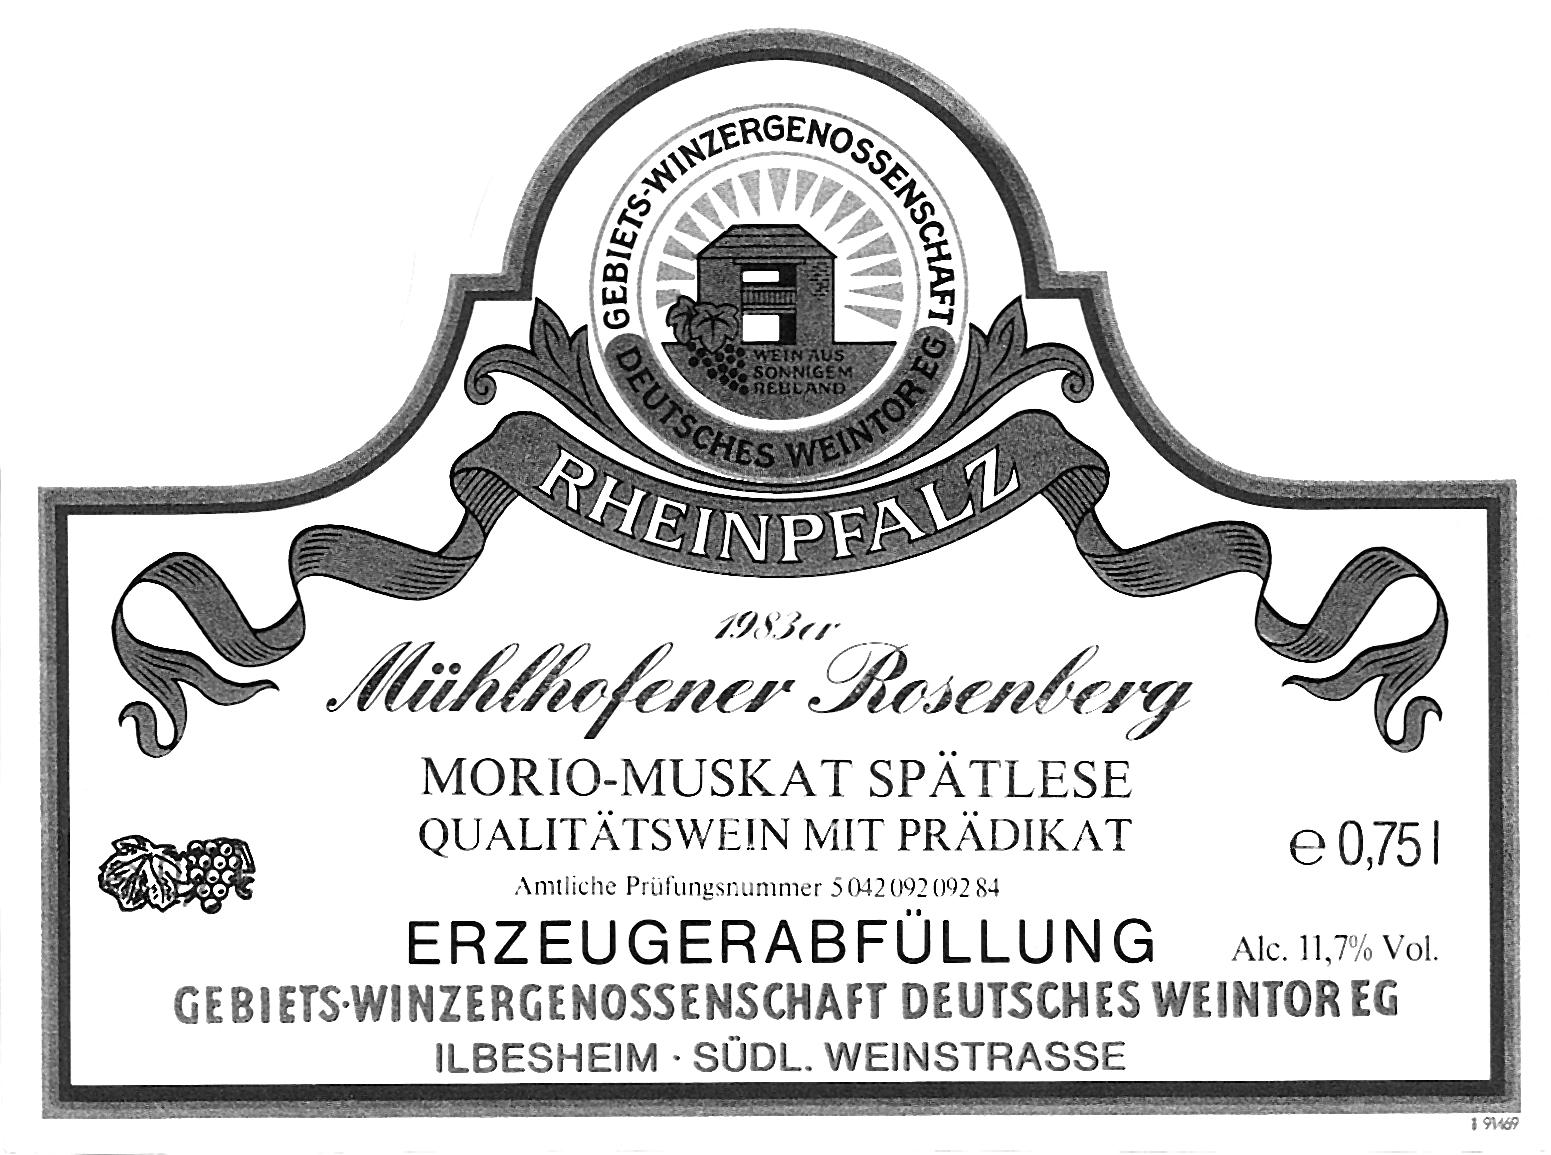 GEBIETS-WINZERGENOSSENSCHAFT
DEUTSCHES WEINTOR EG
WEIN AUS
SONNIGEM
REBLAND
RHEINPFALZ
1983er
Mühlhofener Rosenberg
MORIO-MUSKAT SPÄTLESE
QUALITÄTSWEIN MIT PRÄDIKAT
e 0,75 l
Amtliche Prüfungsnummer 5 042 092 092 84
ERZEUGERABFÜLLUNG
Alc. 11,7% Vol.
GEBIETS-WINZERGENOSSENSCHAFT DEUTSCHES WEINTOR EG
ILBESHEIM · SÜDL. WEINSTRASSE